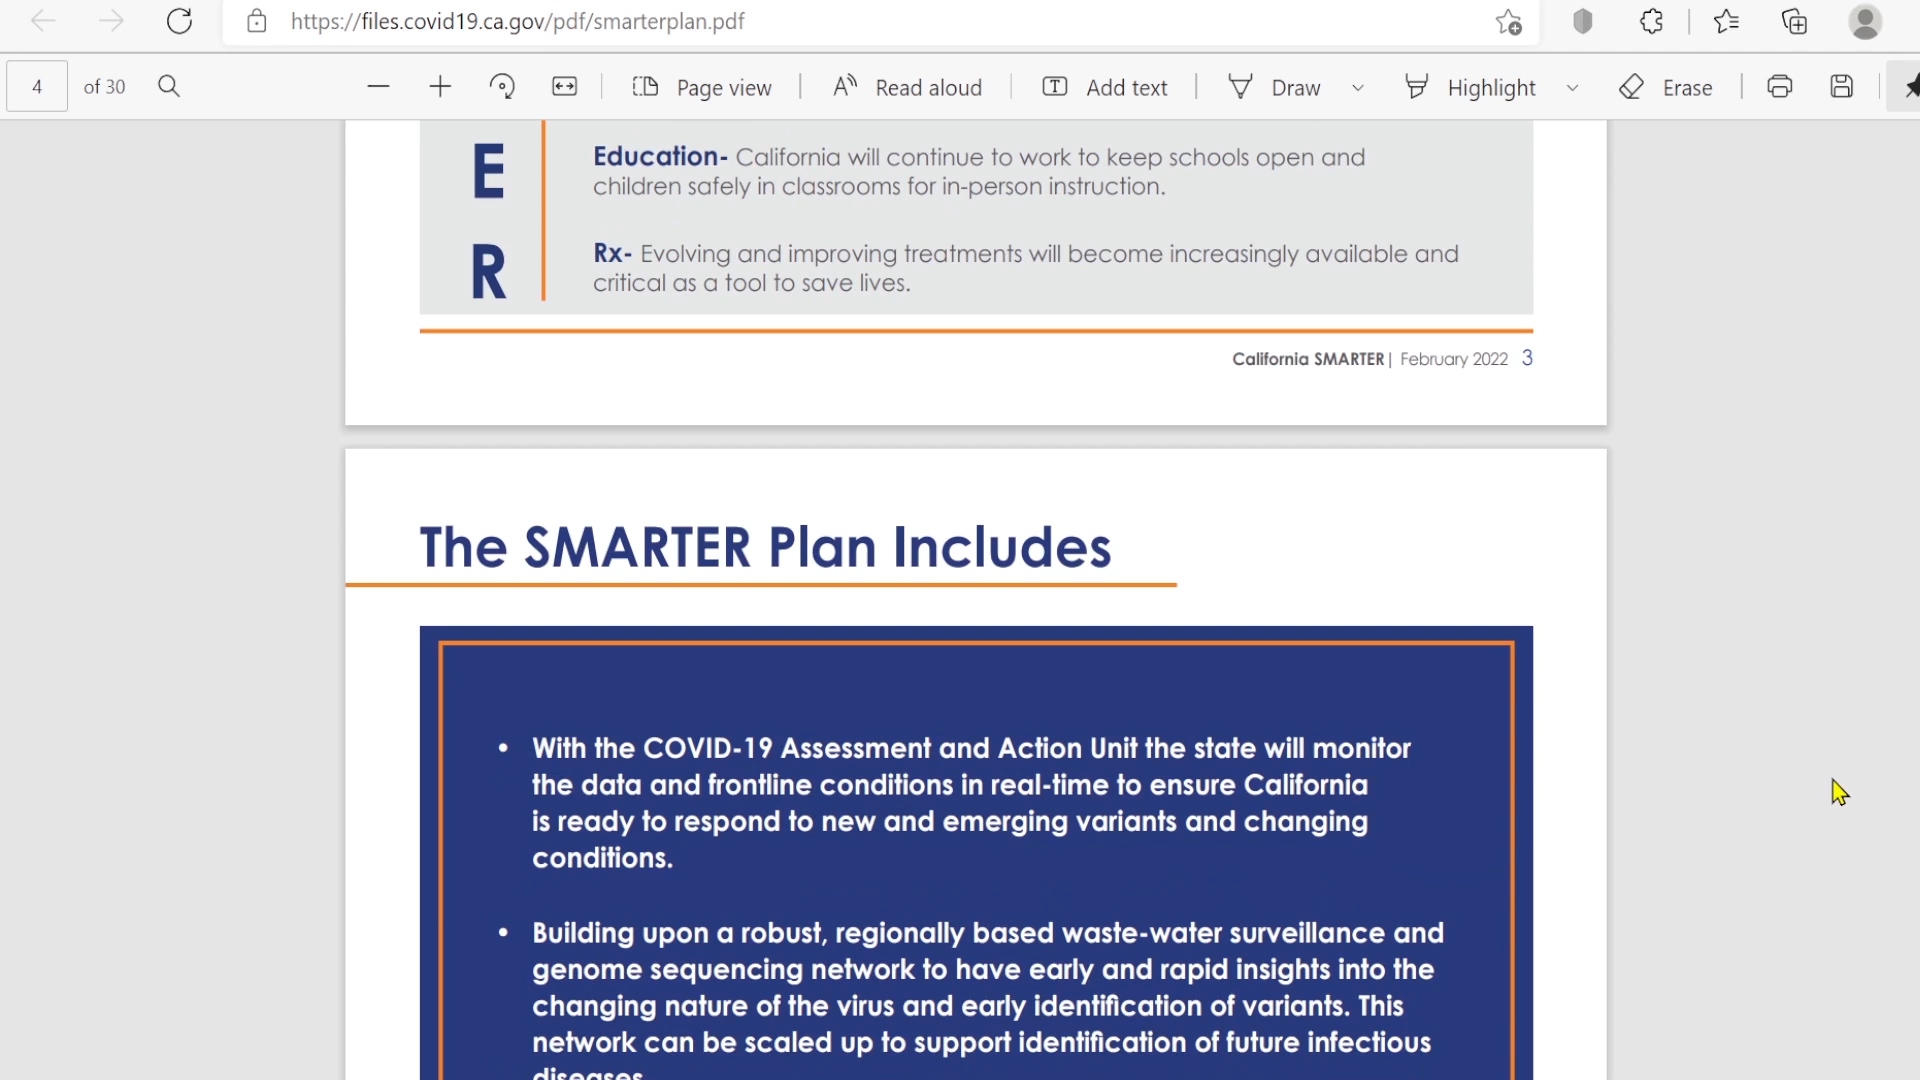 https://files.covid19.ca.gov/pdf/smarterplan.pdf
4 of 30 Page view Read aloud Add text Draw Highlight Erase
E
Education- California will continue to work to keep schools open and
children safely in classrooms for in-person instruction.
R
Rx- Evolving and improving treatments will become increasingly available and
critical as a tool to save lives.
California SMARTER | February 2022 3
The SMARTER Plan Includes
• With the COVID-19 Assessment and Action Unit the state will monitor
the data and frontline conditions in real-time to ensure California
is ready to respond to new and emerging variants and changing
conditions.
• Building upon a robust, regionally based waste-water surveillance and
genome sequencing network to have early and rapid insights into the
changing nature of the virus and early identification of variants. This
network can be scaled up to support identification of future infectious
diseases.